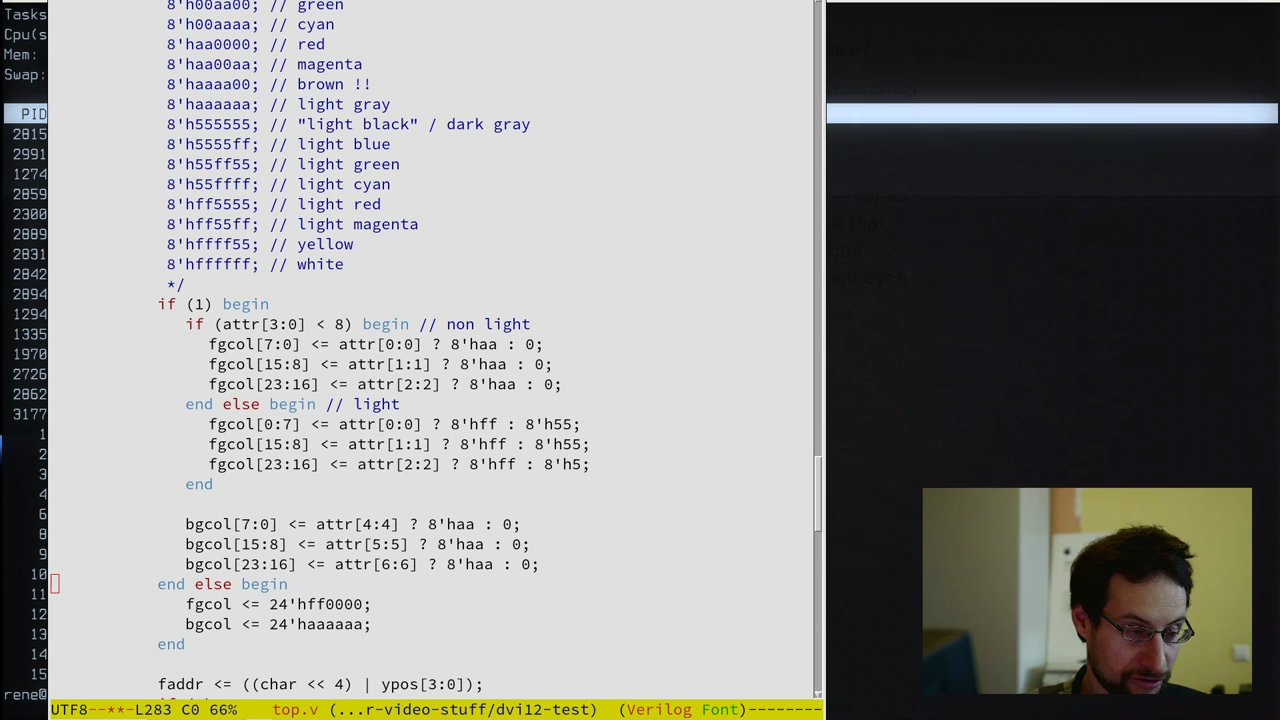 Tasks
8'h00aa00; // green
Cpu(s
8'h00aaaa; // cyan
Mem:
8'haa0000; // red
Swap:
8'haa00aa; // magenta
8'haaaa00; // brown !!
PID
8'haaaaaa; // light gray
2815
8'h555555; // "light black" / dark gray
2991
8'h5555ff; // light blue
1274
8'h55ff55; // light green
2859
8'h55ffff; // light cyan
2300
8'hff5555; // light red
2889
8'hff55ff; // light magenta
2831
8'hffff55; // yellow
2842
8'hffffff; // white
2894
*/
1294
if (1) begin
1335
if (attr[3:0] < 8) begin // non light
1970
fgcol[7:0] <= attr[0:0] ? 8'haa : 0;
2726
fgcol[15:8] <= attr[1:1] ? 8'haa : 0;
2862
fgcol[23:16] <= attr[2:2] ? 8'haa : 0;
3177
end else begin // light
1
fgcol[0:7] <= attr[0:0] ? 8'hff : 8'h55;
2
fgcol[15:8] <= attr[1:1] ? 8'hff : 8'h55;
3
fgcol[23:16] <= attr[2:2] ? 8'hff : 8'h5;
4
end
6
8
bgcol[7:0] <= attr[4:4] ? 8'haa : 0;
9
bgcol[15:8] <= attr[5:5] ? 8'haa : 0;
10
bgcol[23:16] <= attr[6:6] ? 8'haa : 0;
11
end else begin
12
fgcol <= 24'hff0000;
13
bgcol <= 24'haaaaaa;
14
end
15
faddr <= ((char << 4) | ypos[3:0]);
rene@
UTF8--**-L283 C0 66% top.v (...r-video-stuff/dvi12-test) (Verilog Font)--------